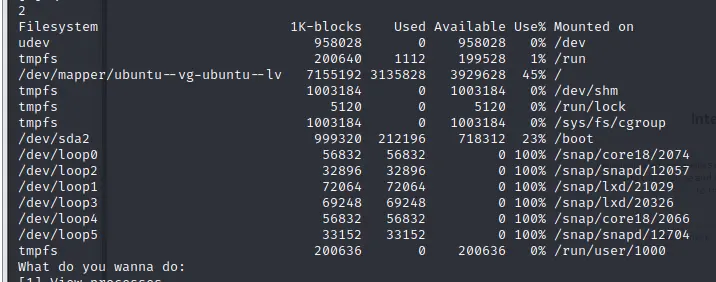 2
Filesystem 1K-blocks Used Available Use% Mounted on
udev 958028 0 958028 0% /dev
tmpfs 200640 1112 199528 1% /run
/dev/mapper/ubuntu--vg-ubuntu--lv 7155192 3135828 3929628 45% /
tmpfs 1003184 0 1003184 0% /dev/shm
tmpfs 5120 0 5120 0% /run/lock
tmpfs 1003184 0 1003184 0% /sys/fs/cgroup
/dev/sda2 999320 212196 718312 23% /boot
/dev/loop0 56832 56832 0 100% /snap/core18/2074
/dev/loop2 32896 32896 0 100% /snap/snapd/12057
/dev/loop1 72064 72064 0 100% /snap/lxd/21029
/dev/loop3 69248 69248 0 100% /snap/lxd/20326
/dev/loop4 56832 56832 0 100% /snap/core18/2066
/dev/loop5 33152 33152 0 100% /snap/snapd/12704
tmpfs 200636 0 200636 0% /run/user/1000
What do you wanna do:
[1] View processes